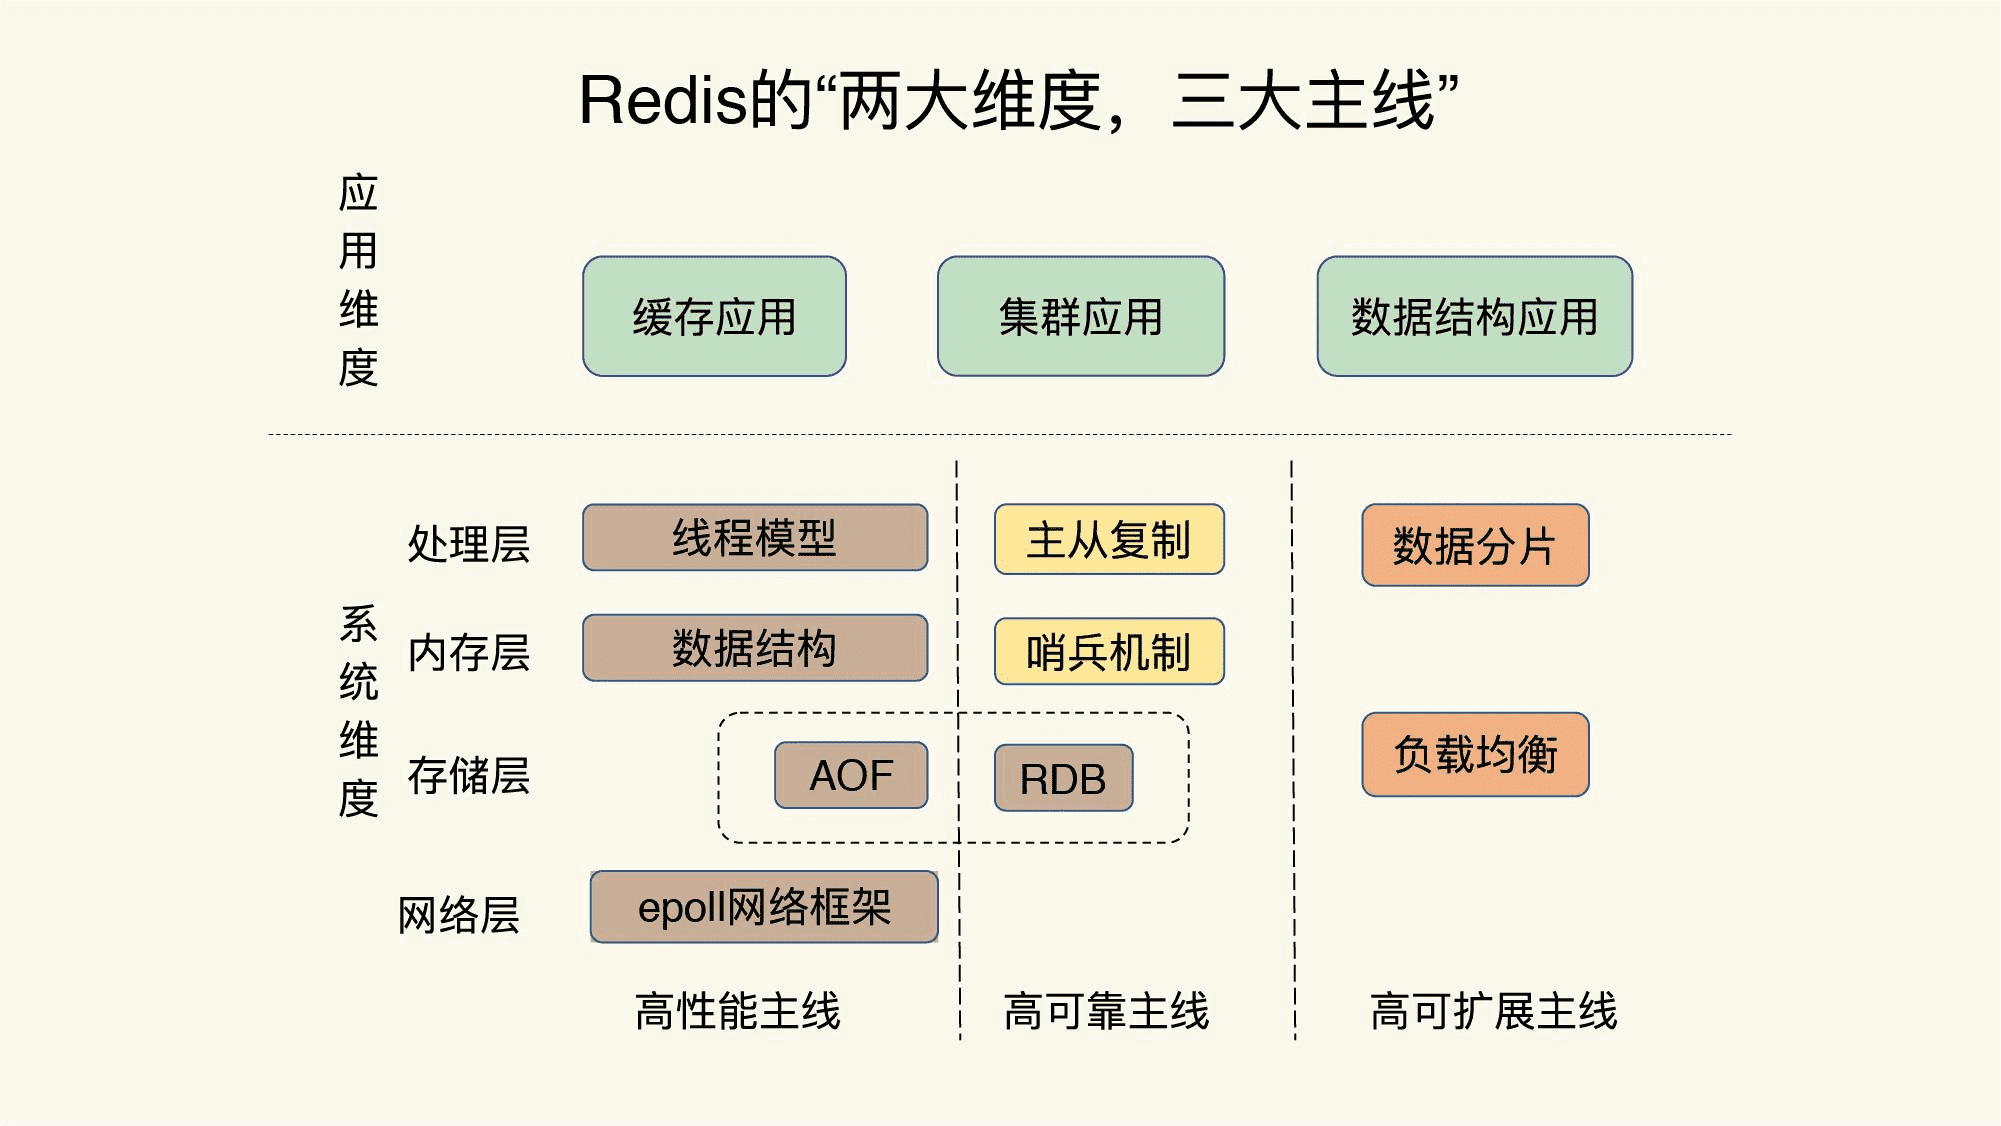 Redis的“两大维度，三大主线”
应用维度
缓存应用
集群应用
数据结构应用
系统维度
处理层
线程模型
主从复制
数据分片
内存层
数据结构
哨兵机制
存储层
AOF
RDB
负载均衡
网络层
epoll网络框架
高性能主线
高可靠主线
高可扩展主线